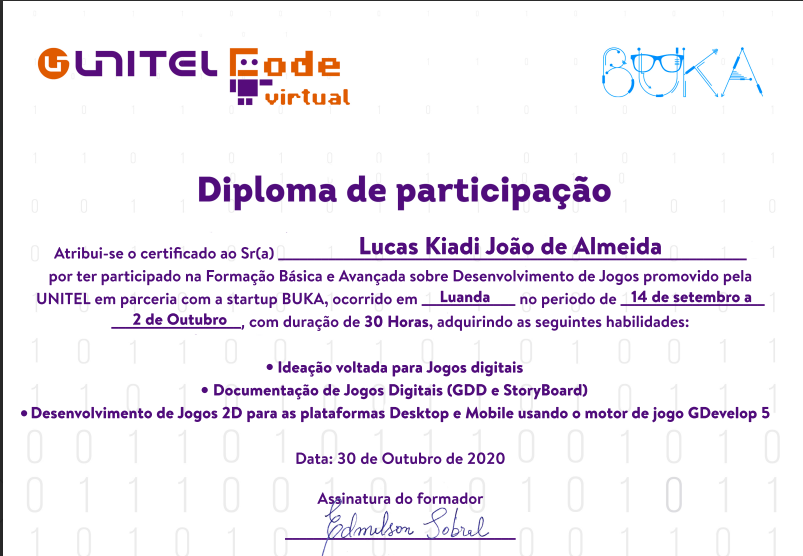 UNITEL Code
virtual
BUKA
Diploma de participação
Atribui-se o certificado ao Sr(a) Lucas Kiadi João de Almeida
por ter participado na Formação Básica e Avançada sobre Desenvolvimento de Jogos promovido pela
UNITEL em parceria com a startup BUKA, ocorrido em Luanda no periodo de 14 de setembro a
2 de Outubro, com duração de 30 Horas, adquirindo as seguintes habilidades:
• Ideação voltada para Jogos digitais
• Documentação de Jogos Digitais (GDD e StoryBoard)
• Desenvolvimento de Jogos 2D para as plataformas Desktop e Mobile usando o motor de jogo GDevelop 5
Data: 30 de Outubro de 2020
Assinatura do formador
Edmilson Sobral